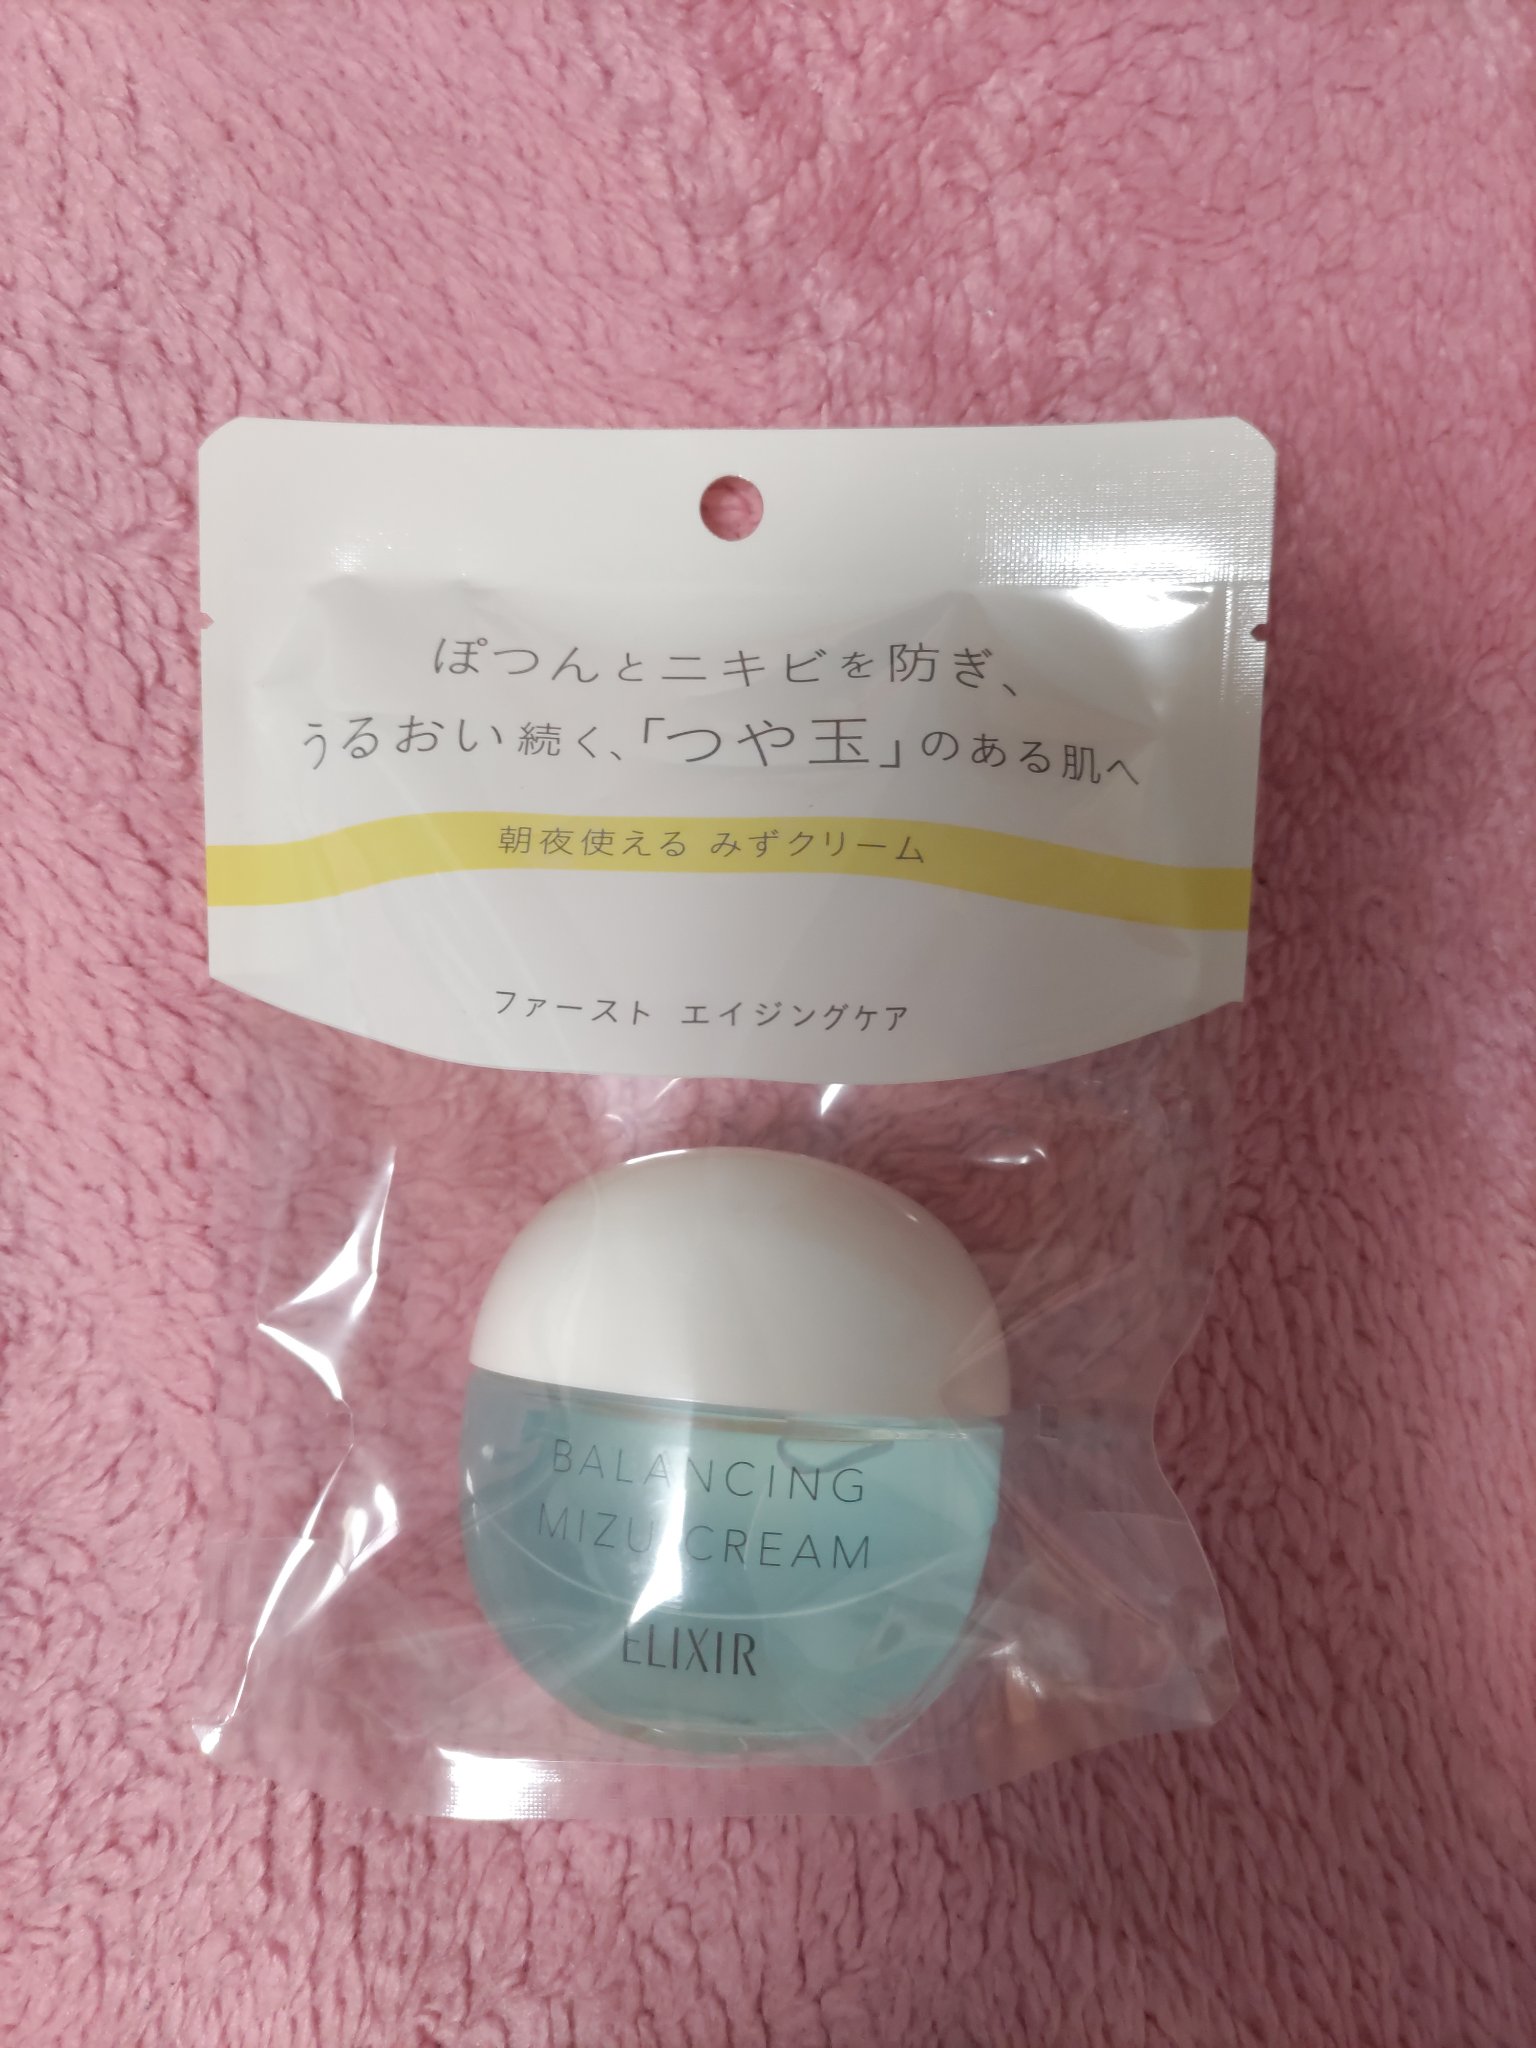 ぽつんとニキビを防ぎ、
うるおい続く、「つや玉」のある肌へ
朝夜使える みずクリーム
ファースト エイジングケア
BALANCING
MIZU CREAM
ELIXIR